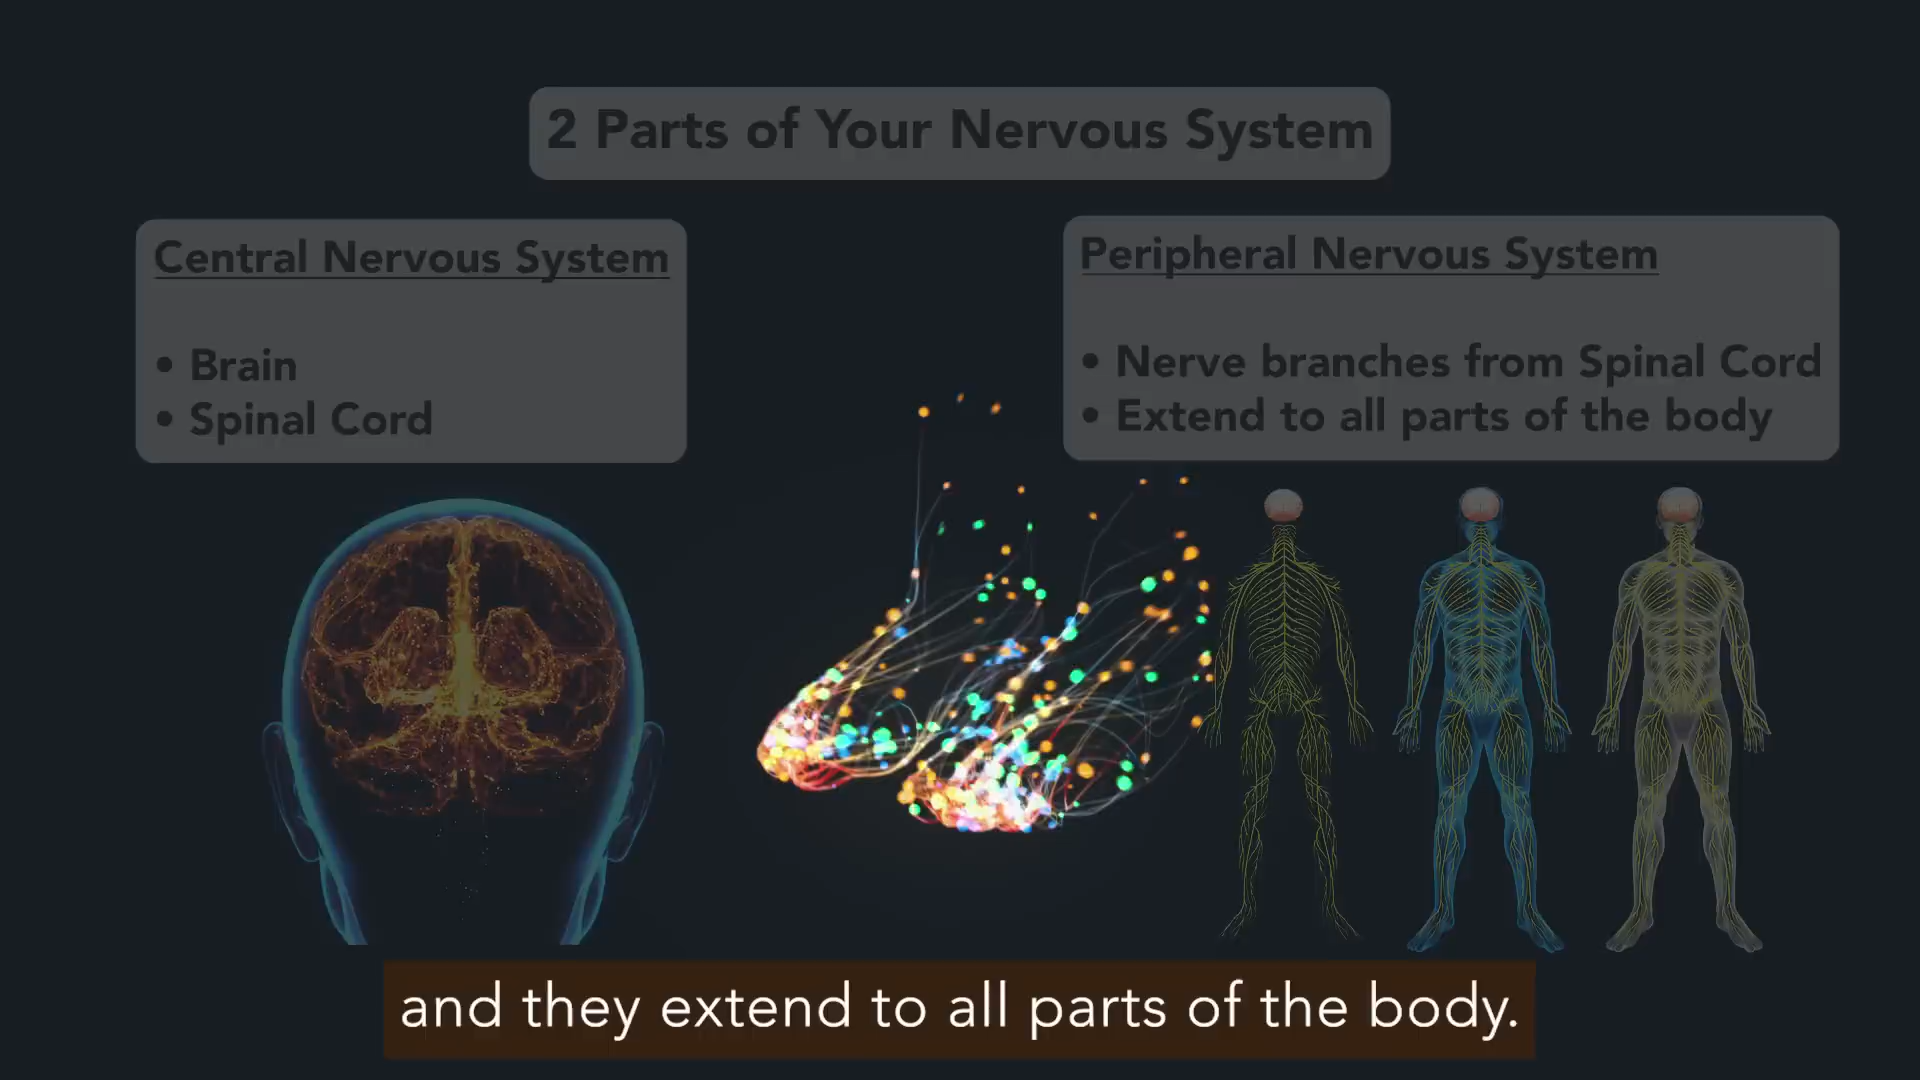 2 Parts of Your Nervous System
Central Nervous System
• Brain
• Spinal Cord
Peripheral Nervous System
• Nerve branches from Spinal Cord
• Extend to all parts of the body
and they extend to all parts of the body.